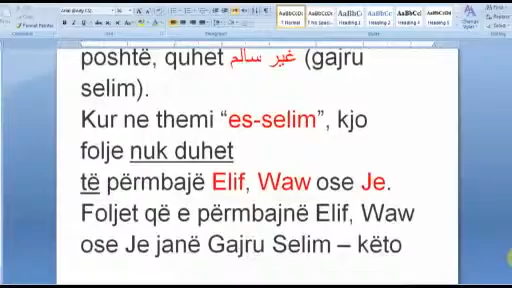 poshtë, quhet غير سالم (gajru
selim).
Kur ne themi “es-selim”, kjo
folje nuk duhet
të përmbajë Elif, Waw ose Je.
Foljet që e përmbajnë Elif, Waw
ose Je janë Gajru Selim – këto